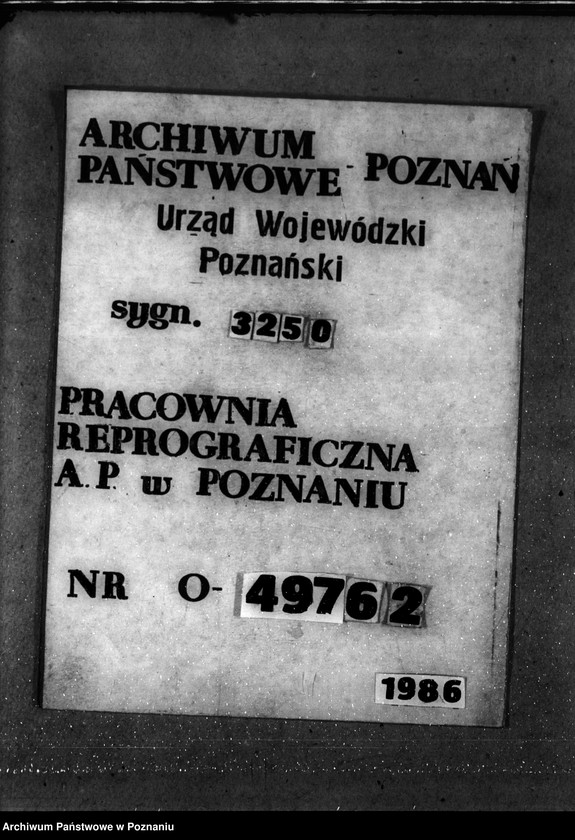 ARCHIWUM
PAŃSTWOWE - POZNAŃ
Urząd Wojewódzki
Poznański
sygn. 3250
PRACOWNIA
REPROGRAFICZNA
A.P. w POZNANIU
NR O-49762
1986
Archiwum Państwowe w Poznaniu